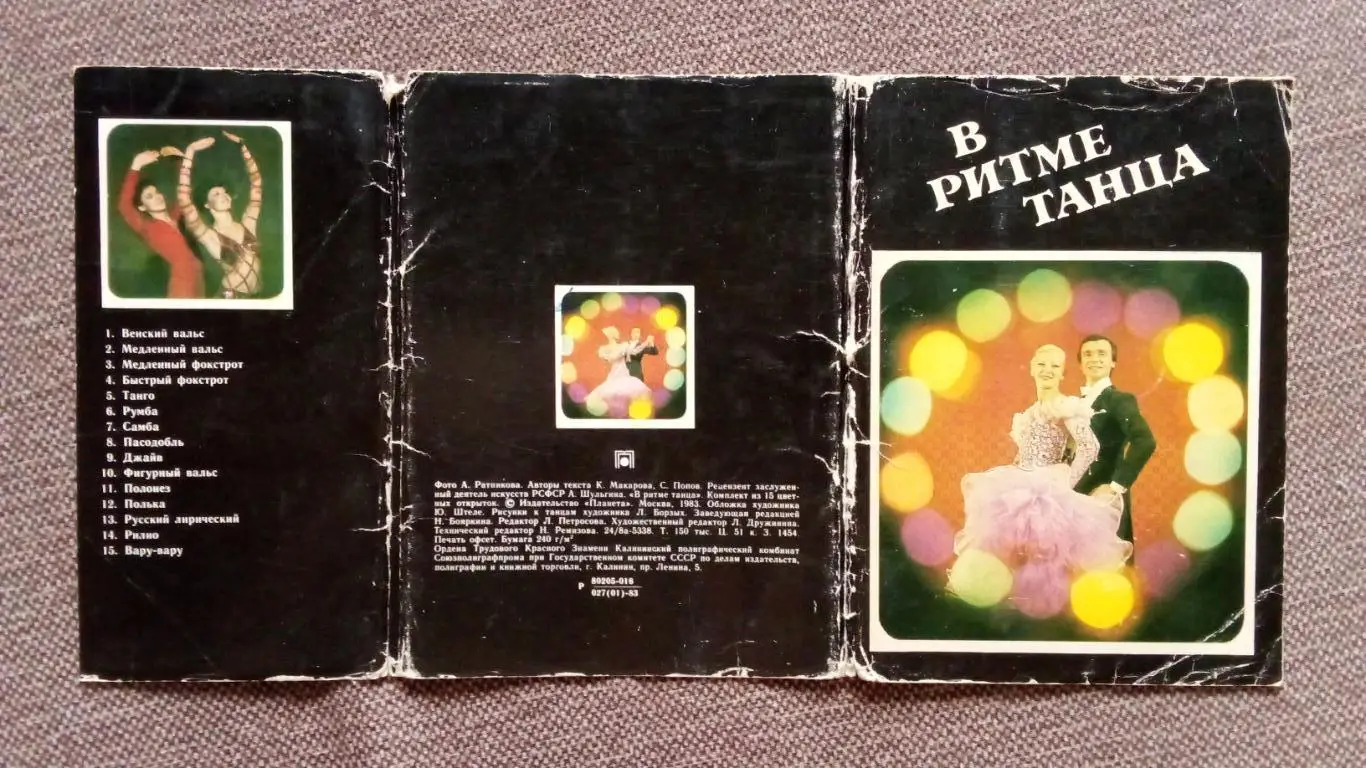 1. Венский вальс
2. Медленный вальс
3. Медленный фокстрот
4. Быстрый фокстрот
5. Танго
6. Румба
7. Самба
8. Пасодобль
9. Джайв
10. Фигурный вальс
11. Полонез
12. Полька
13. Русский лирический
14. Рилио
15. Вару-вару
Фото А. Ратникова. Авторы текста К. Макарова, С. Попов. Рецензент заслужен-
ный деятель искусств РСФСР А. Шульгина. «В ритме танца». Комплект из 15 цвет-
ных открыток. © Издательство «Планета». Москва, 1983. Обложка художника
Ю. Штеле. Рисунки к танцам художника Л. Борзых. Заведующая редакцией
Н. Бояркина. Редактор Л. Петросова. Художественный редактор Л. Дружинина.
Технический редактор Н. Ремизова. 24/8а-5338. Т. 150 тыс. Ц. 51 к. З. 1454
Печать офсет. Бумага 240 г/м²
Ордена Трудового Красного Знамени Калининский полиграфический комбинат
Союзполиграфпрома при Государственном комитете СССР по делам издательств,
полиграфии и книжной торговли, г. Калинин, пр. Ленина, 5.
Р 80205-016
027(01)-83
В
РИТМЕ
ТАНЦА